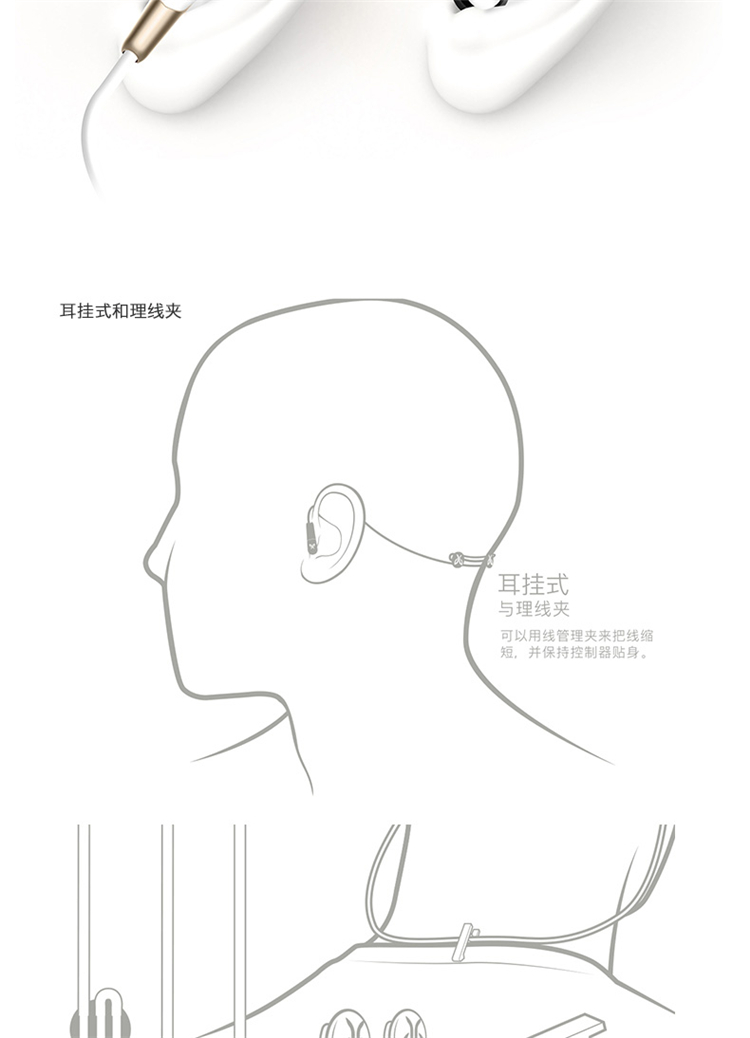 耳挂式和理线夹
耳挂式
与理线夹
可以用线管理夹来把线缩
短，并保持控制器贴身。